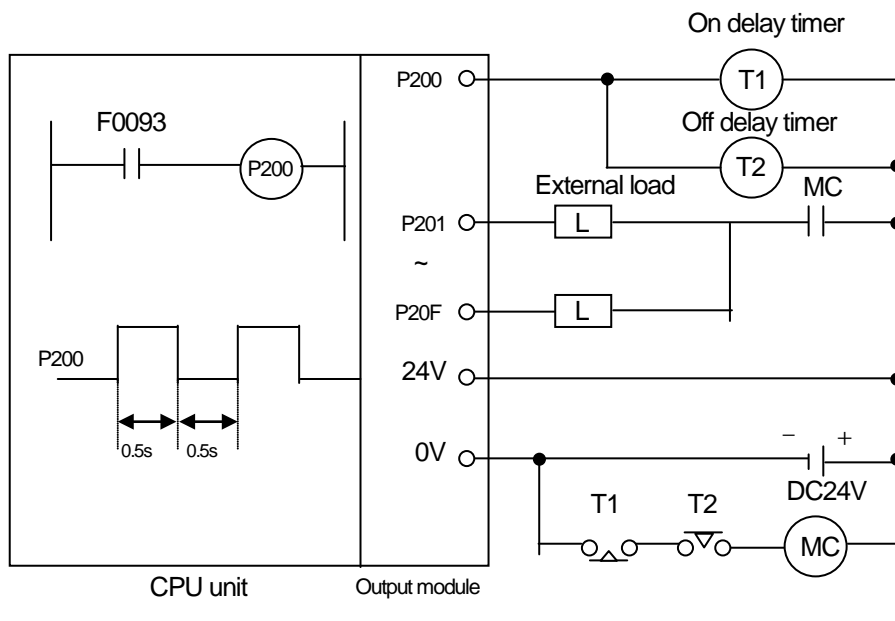 On delay timer
P200
T1
F0093
P200
Off delay timer
T2
External load
MC
P201
L
~
P20F
L
P200
24V
0.5s
0.5s
0V
− +
DC24V
T1
T2
MC
CPU unit
Output module